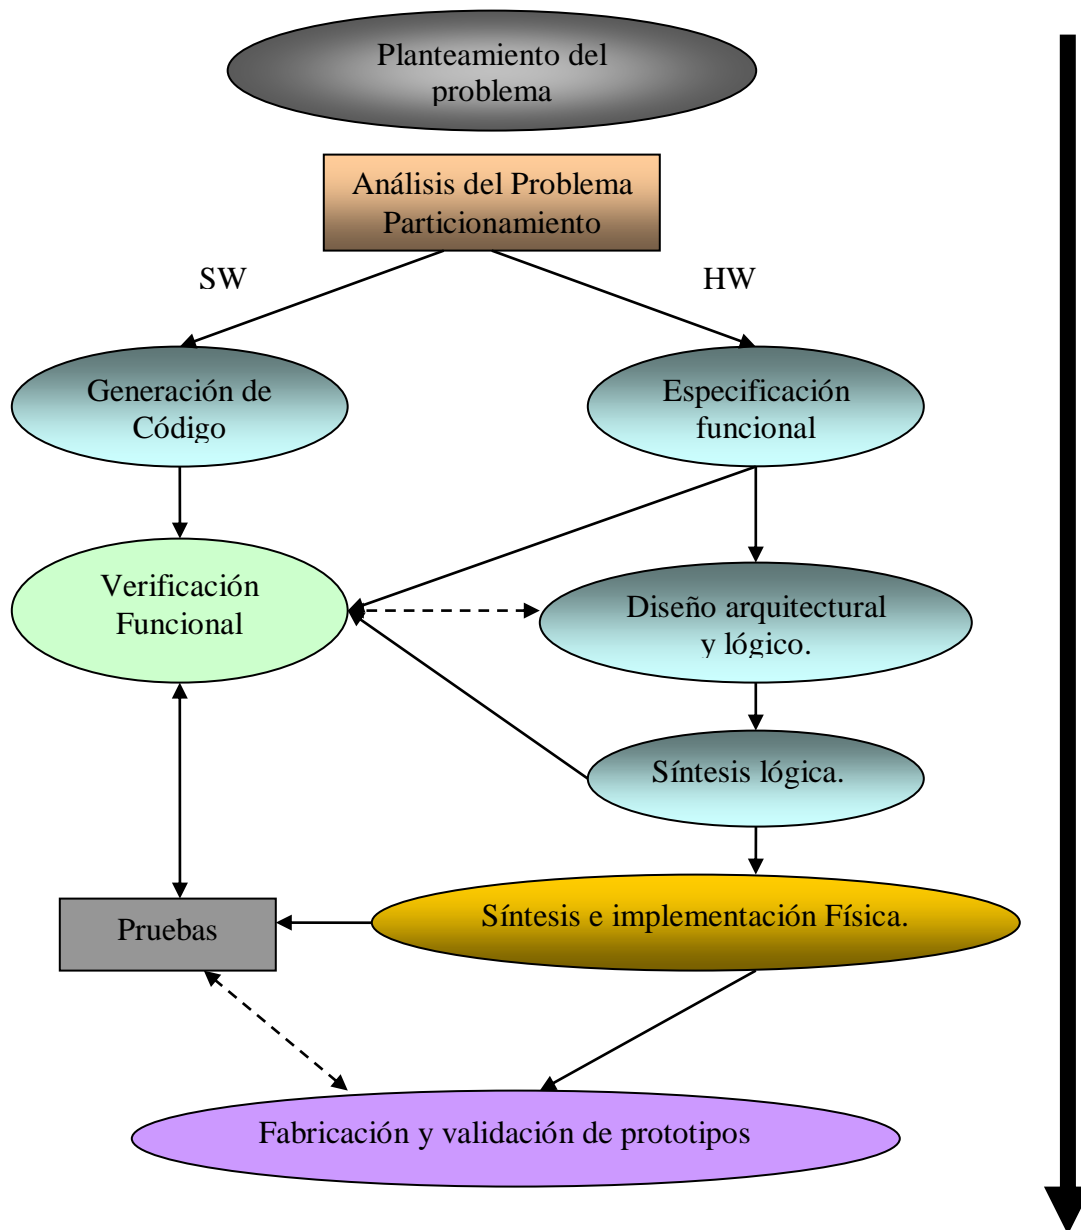 Planteamiento del
problema
Análisis del Problema
Particionamiento
SW
HW
Generación de
Código
Especificación
funcional
Verificación
Funcional
Diseño arquitectural
y lógico.
Síntesis lógica.
Síntesis e implementación Física.
Pruebas
Fabricación y validación de prototipos